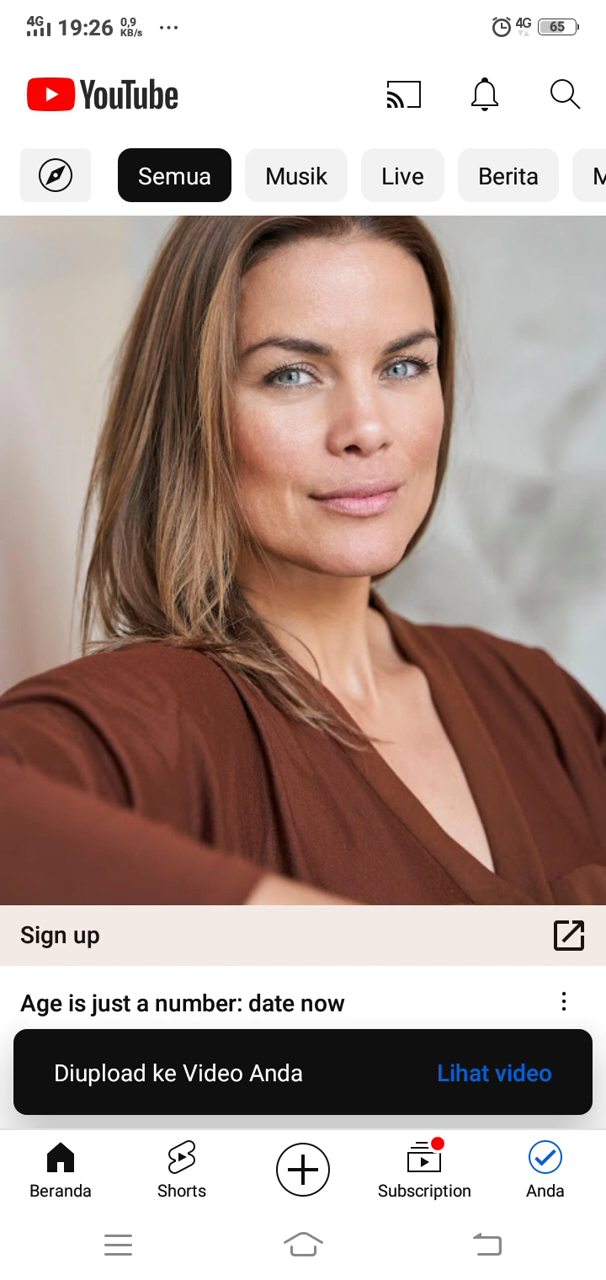 4G 19:26 0,9 KB/s ... 4G 65
YouTube
Semua Musik Live Berita M
Sign up
Age is just a number: date now
Diupload ke Video Anda Lihat video
Beranda Shorts Subscription Anda